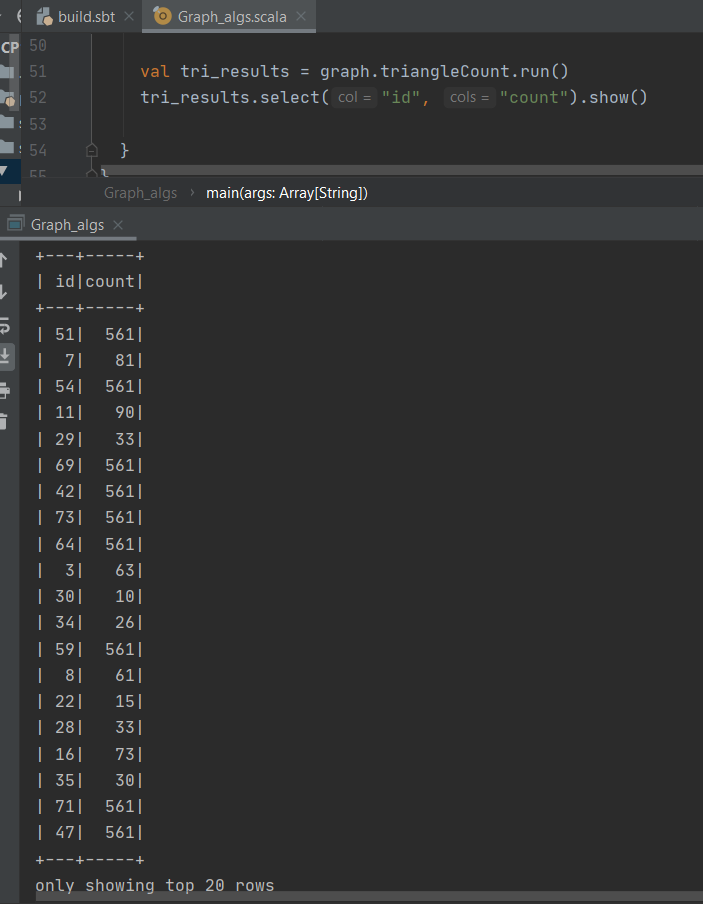 build.sbt
Graph_algs.scala
CP
50
51 val tri_results = graph.triangleCount.run()
52 tri_results.select( col = "id", cols = "count").show()
53
54 }
55 }
Graph_algs › main(args: Array[String])
Graph_algs
+---+-----+
| id|count|
+---+-----+
| 51|  561|
|  7|   81|
| 54|  561|
| 11|   90|
| 29|   33|
| 69|  561|
| 42|  561|
| 73|  561|
| 64|  561|
|  3|   63|
| 30|   10|
| 34|   26|
| 59|  561|
|  8|   61|
| 22|   15|
| 28|   33|
| 16|   73|
| 35|   30|
| 71|  561|
| 47|  561|
+---+-----+
only showing top 20 rows